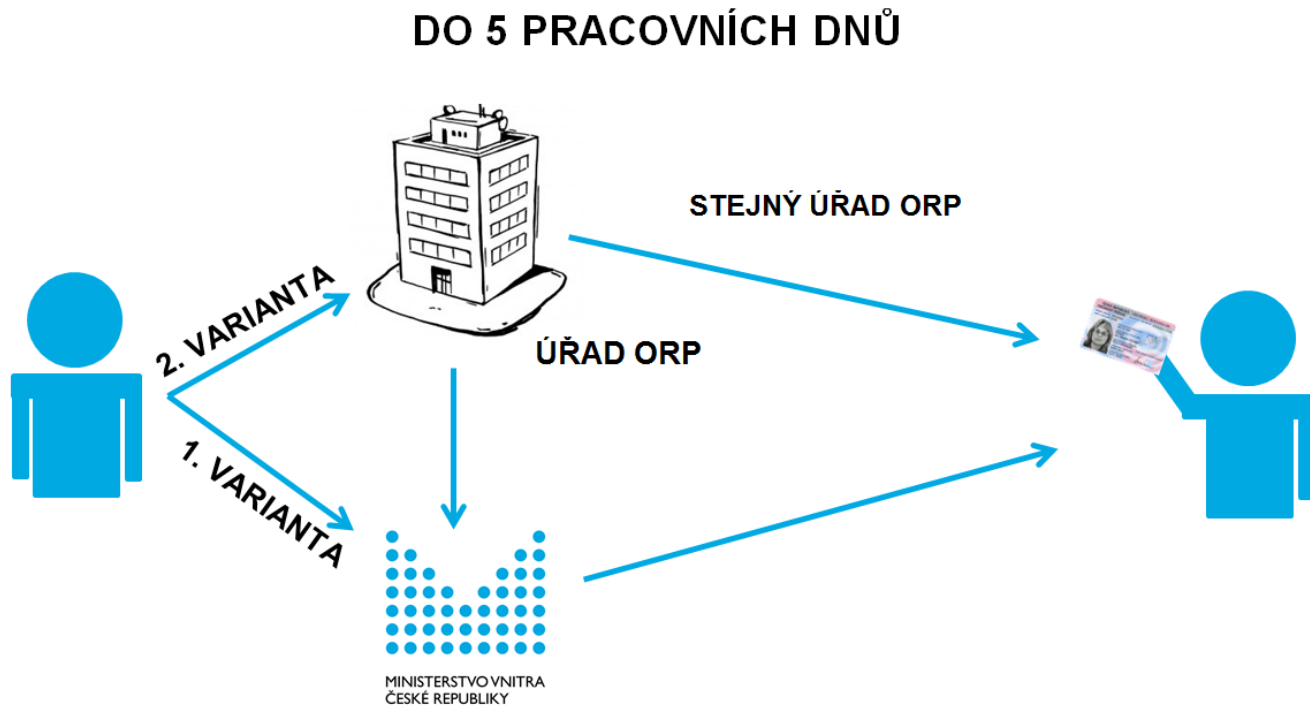 DO 5 PRACOVNÍCH DNŮ
STEJNÝ ÚŘAD ORP
2. VARIANTA
ÚŘAD ORP
1. VARIANTA
MINISTERSTVO VNITRA
ČESKÉ REPUBLIKY